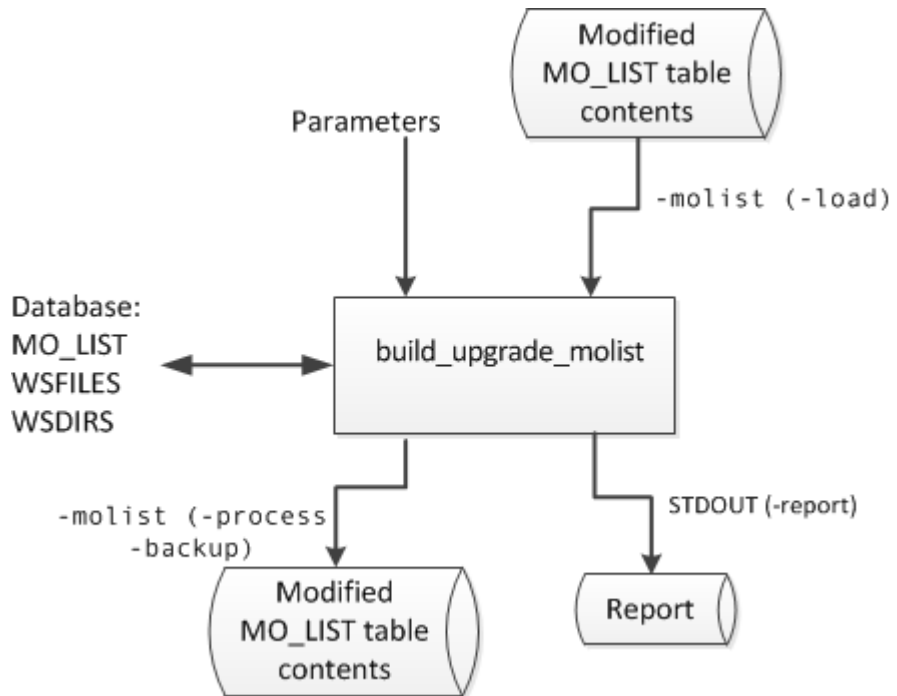 Modified
MO_LIST table
contents
Parameters
-molist (-load)
Database:
MO_LIST
WSFILES
WSDIRS
build_upgrade_molist
-molist (-process
-backup)
STDOUT (-report)
Modified
MO_LIST table
contents
Report